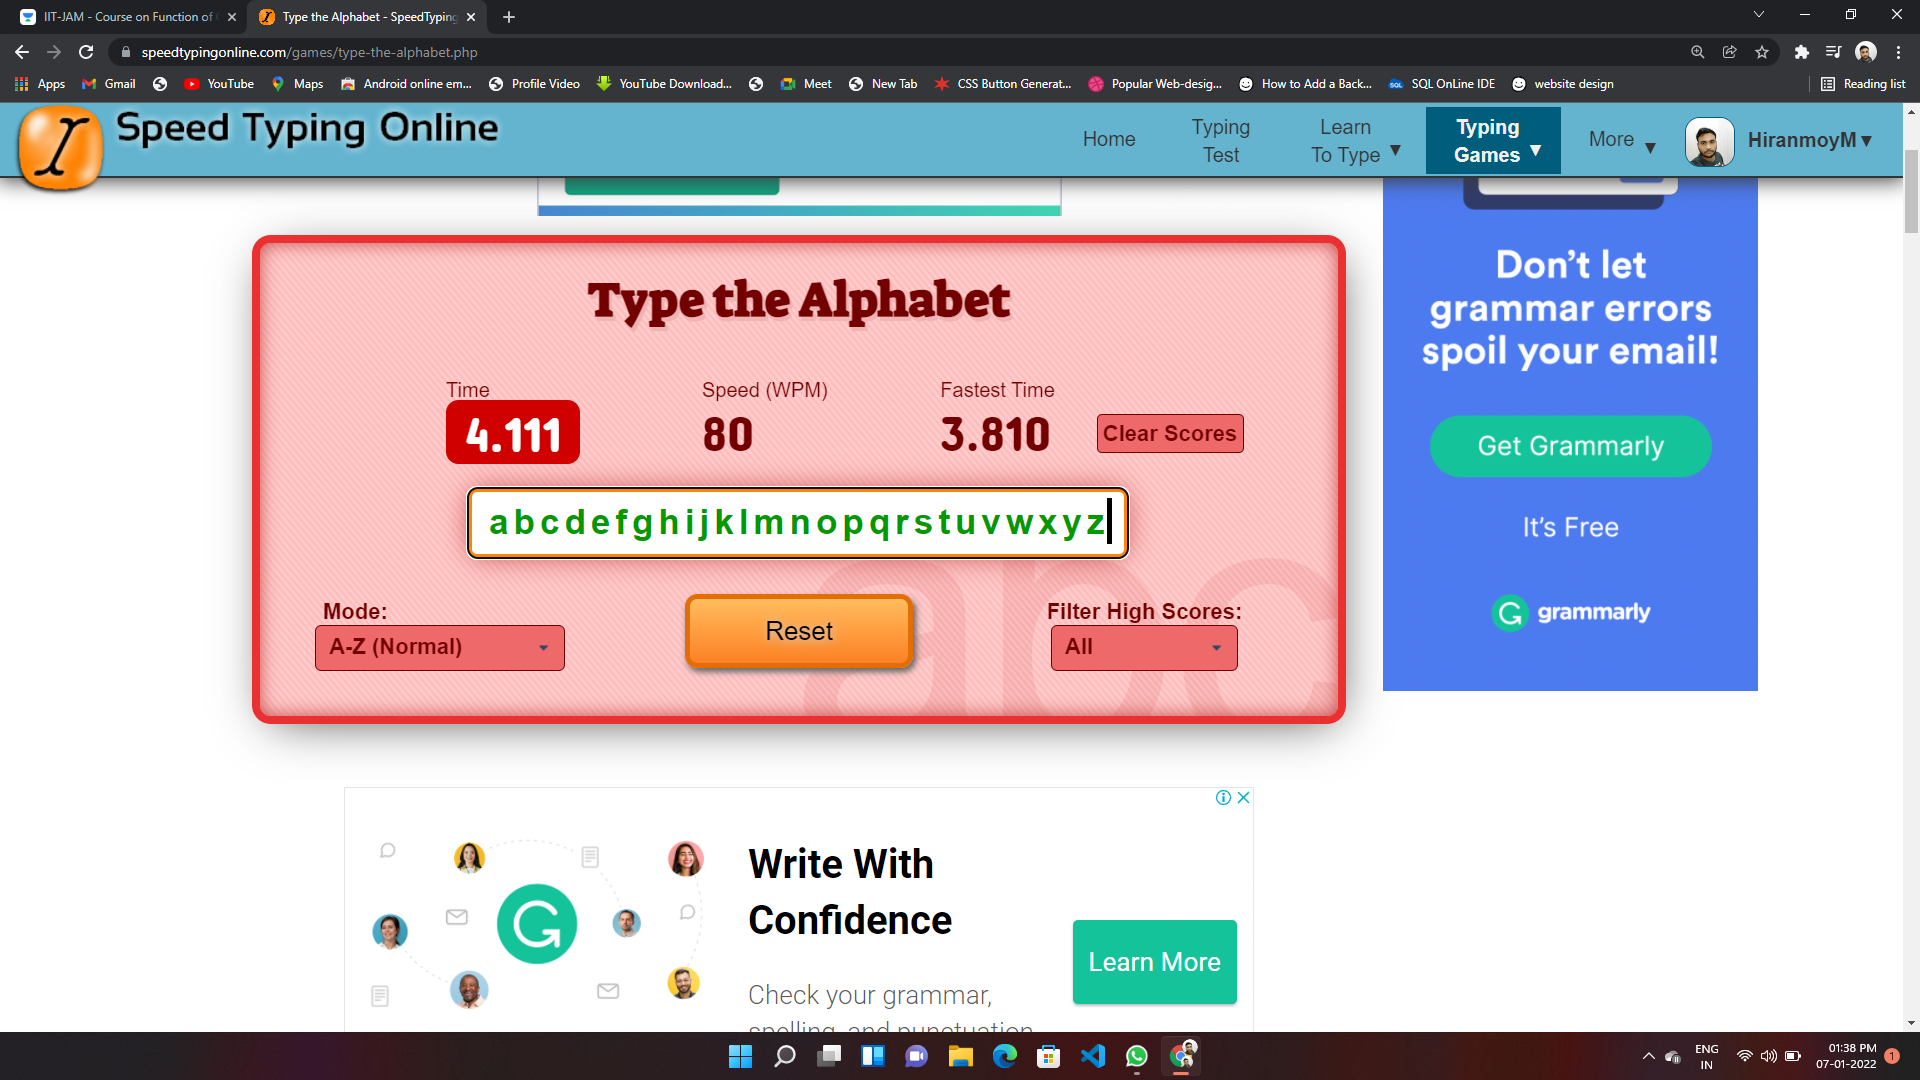 IIT-JAM - Course on Function of
Type the Alphabet - SpeedTyping
speedtypingonline.com/games/type-the-alphabet.php
Apps
Gmail
YouTube
Maps
Android online em...
Profile Video
YouTube Download...
Meet
New Tab
CSS Button Generat...
Popular Web-desig...
How to Add a Back...
SQL OnLine IDE
website design
Reading list
Speed Typing Online
Home
Typing
Test
Learn
To Type ▼
Typing
Games ▼
More ▼
HiranmoyM ▼
Type the Alphabet
Time
4.111
Speed (WPM)
80
Fastest Time
3.810
Clear Scores
abcdefghijklmnopqrstuvwxyz
Mode:
A-Z (Normal)
Reset
Filter High Scores:
All
abc
Don't let
grammar errors
spoil your email!
Get Grammarly
It's Free
grammarly
Write With
Confidence
Check your grammar,
spelling, and punctuation
Learn More
ENG
IN
01:38 PM
07-01-2022
1